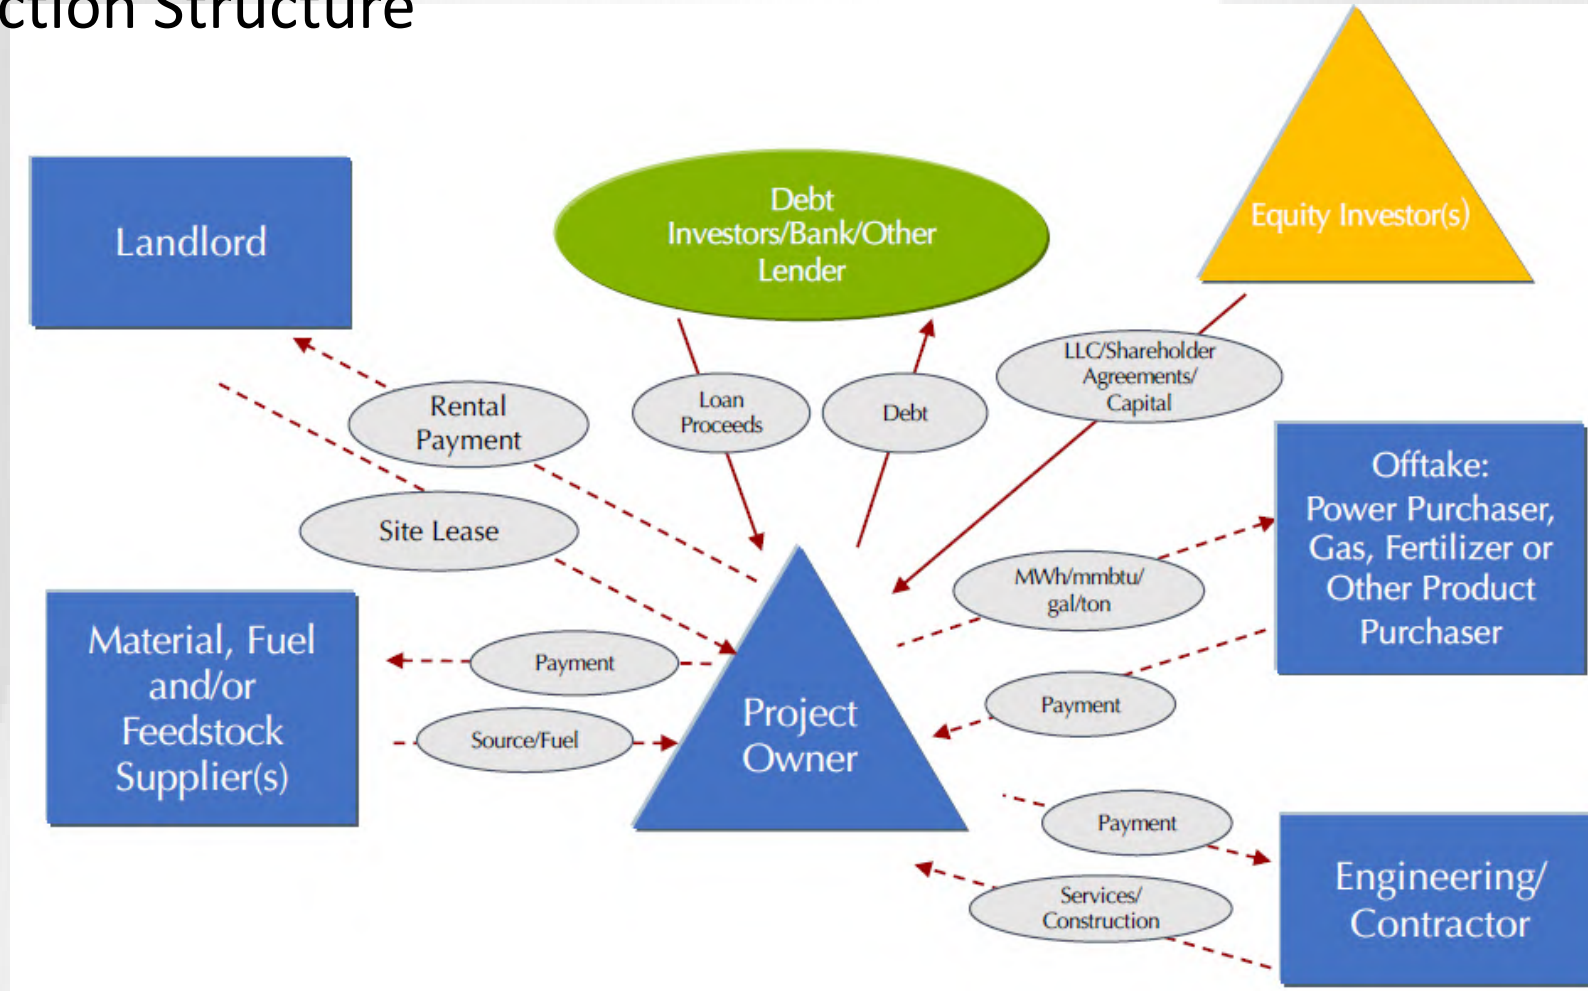 ction Structure
Landlord
Debt
Investors/Bank/Other
Lender
Equity Investor(s)
Rental
Payment
Loan
Proceeds
Debt
LLC/Shareholder
Agreements/
Capital
Site Lease
Offtake:
Power Purchaser,
Gas, Fertilizer or
Other Product
Purchaser
MWh/mmbtu/
gal/ton
Material, Fuel
and/or
Feedstock
Supplier(s)
Payment
Source/Fuel
Project
Owner
Payment
Payment
Services/
Construction
Engineering/
Contractor